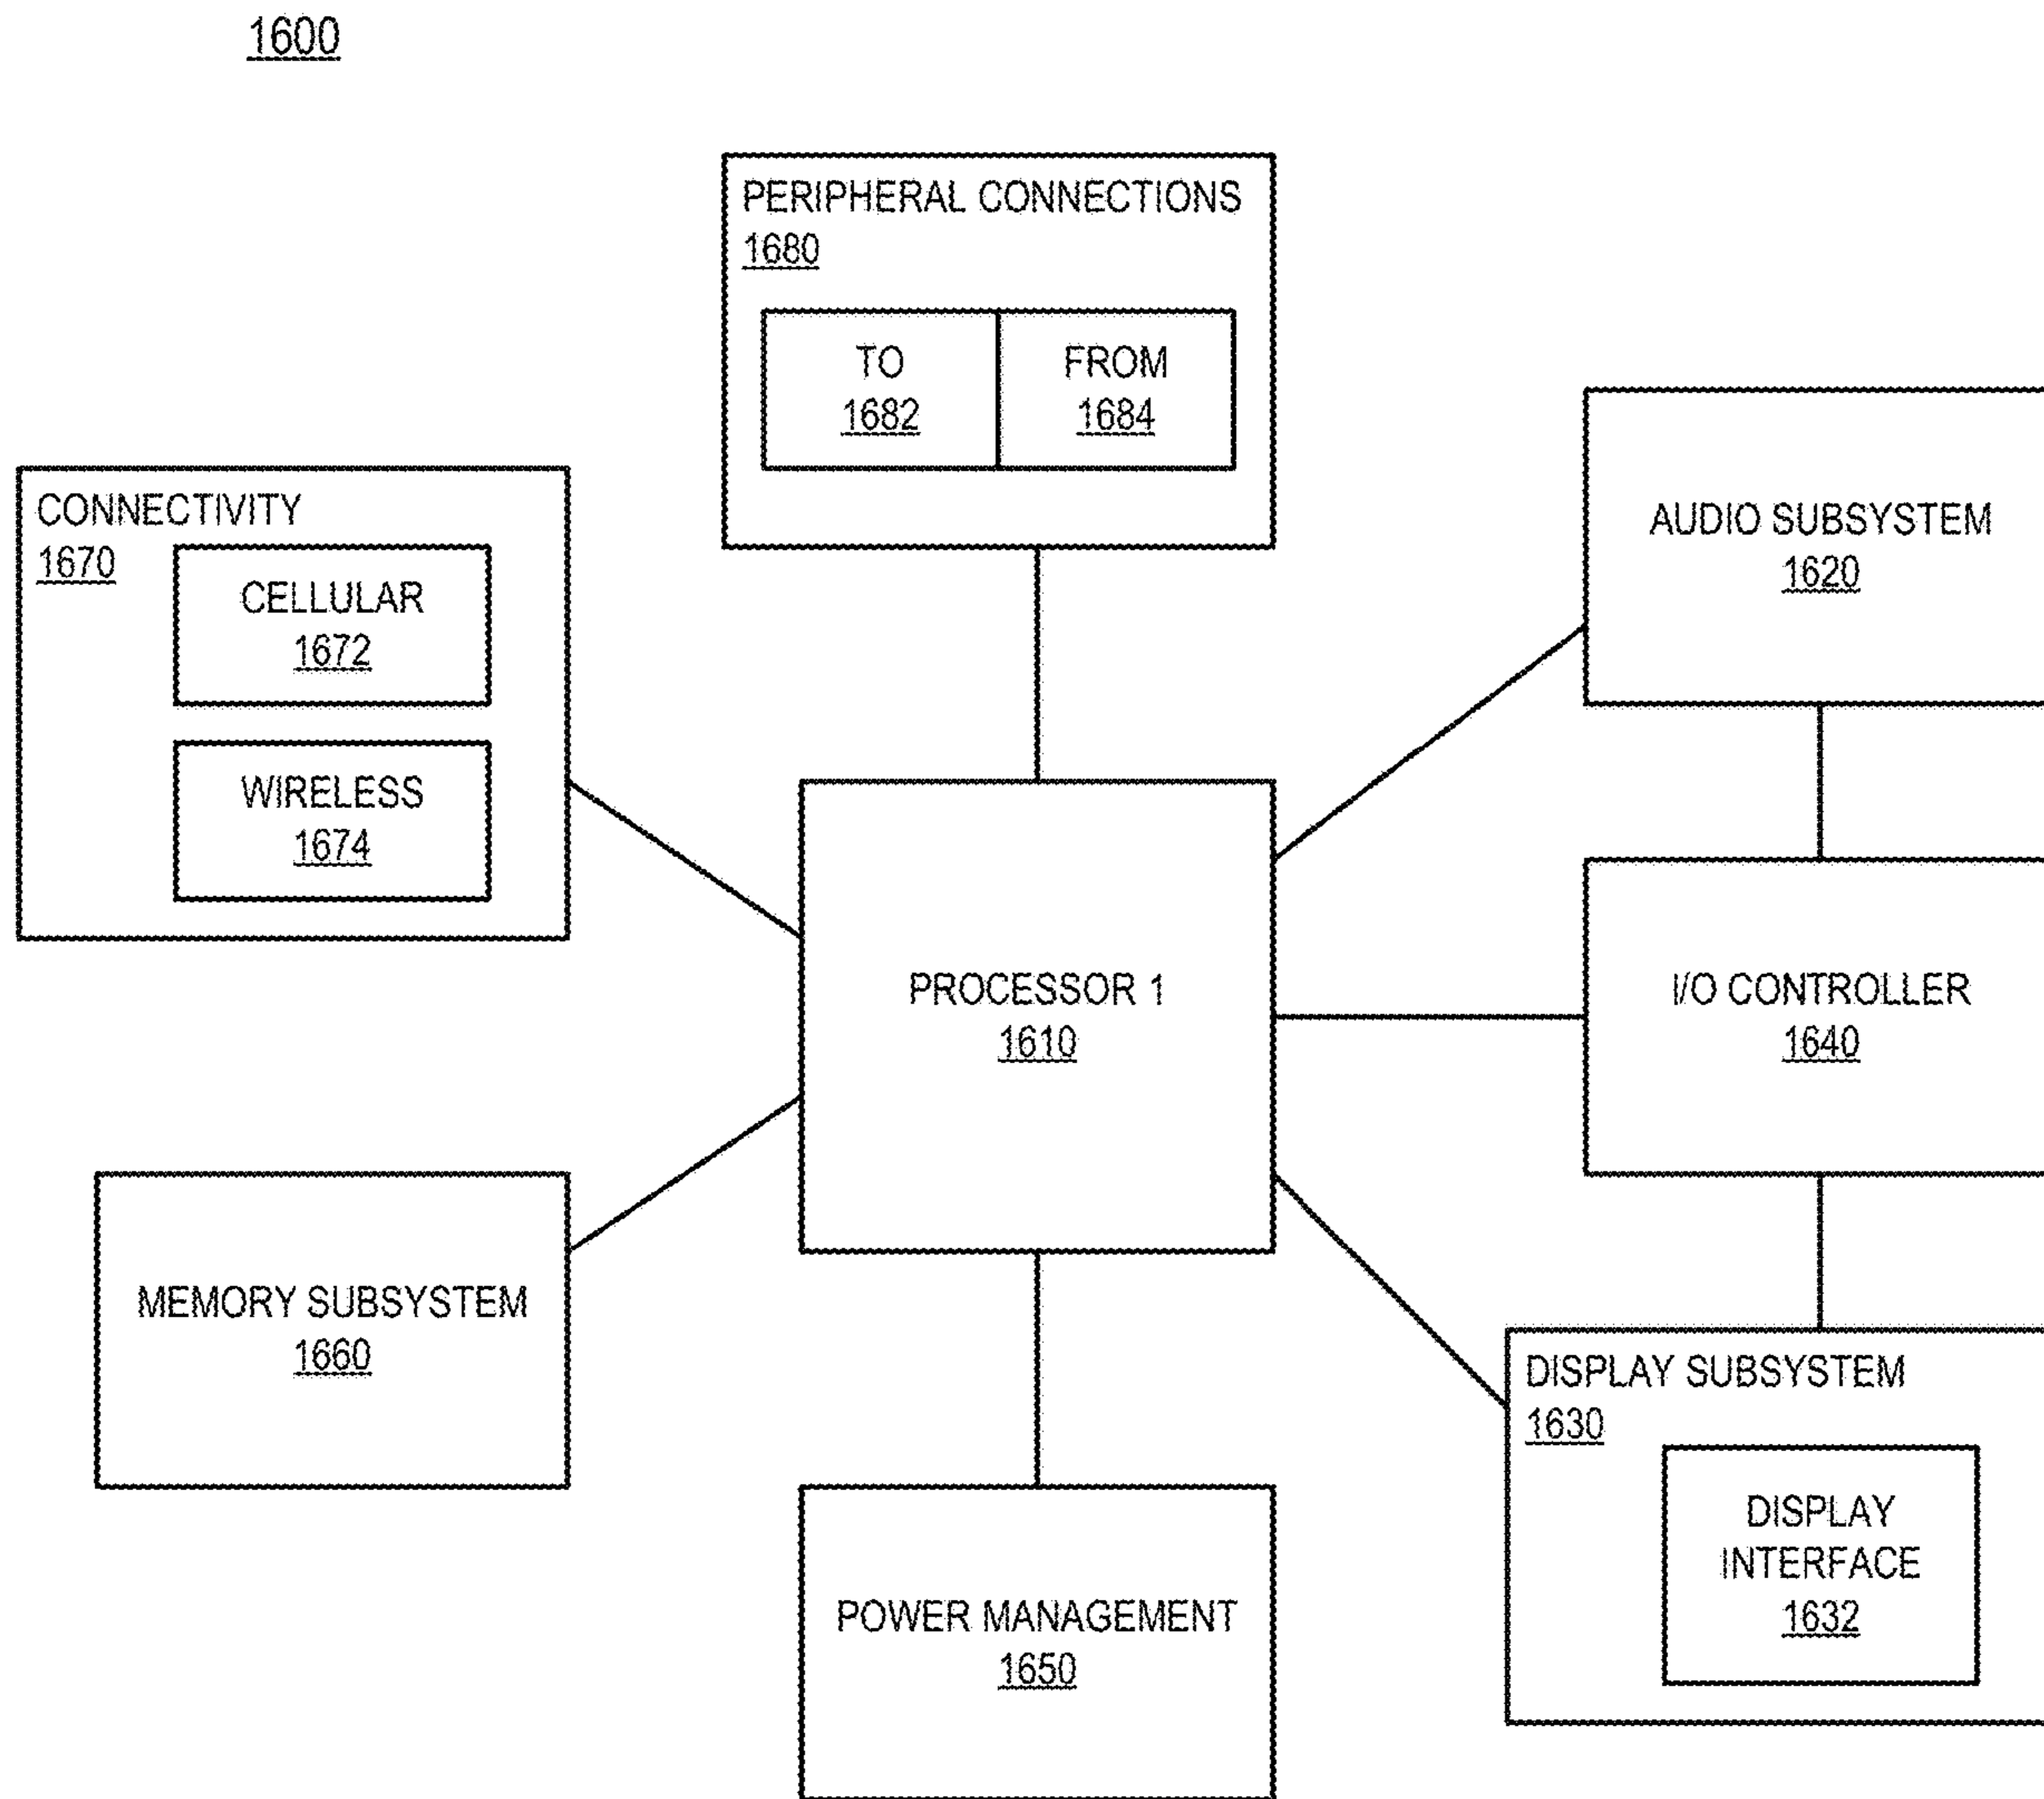 1600
PERIPHERAL CONNECTIONS
1680
TO
1682
FROM
1684
AUDIO SUBSYSTEM
1620
CONNECTIVITY
1670
CELLULAR
1672
WIRELESS
1674
PROCESSOR 1
1610
I/O CONTROLLER
1640
MEMORY SUBSYSTEM
1660
DISPLAY SUBSYSTEM
1630
DISPLAY
INTERFACE
1632
POWER MANAGEMENT
1650